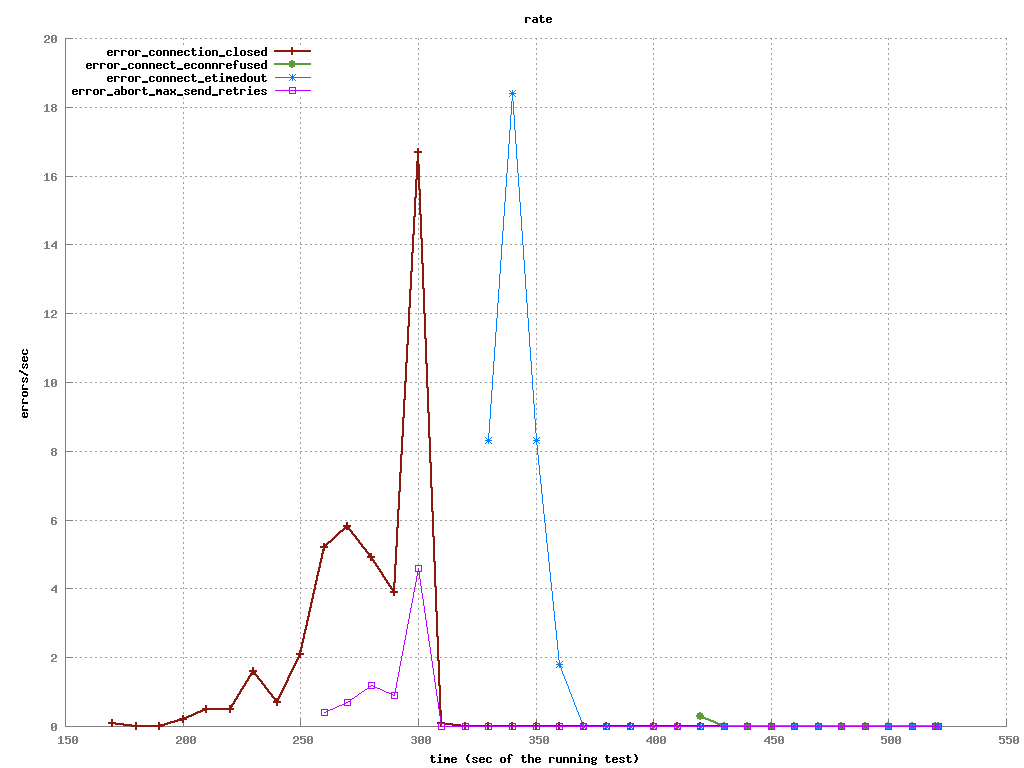 rate
20
error_connection_closed
error_connect_econnrefused
error_connect_etimedout
error_abort_max_send_retries
18
16
14
12
10
8
6
4
2
0
errors/sec
150 200 250 300 350 400 450 500 550
time (sec of the running test)